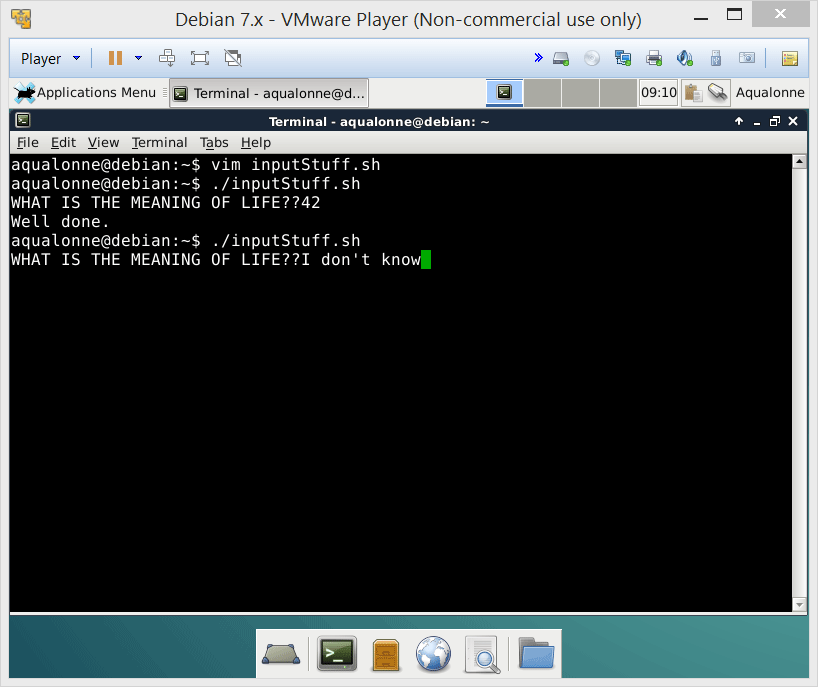 Debian 7.x - VMware Player (Non-commercial use only)
Player
Applications Menu
Terminal - aqualonne@d...
09:10
Aqualonne
Terminal - aqualonne@debian: ~
File Edit View Terminal Tabs Help
aqualonne@debian:~$ vim inputStuff.sh
aqualonne@debian:~$ ./inputStuff.sh
WHAT IS THE MEANING OF LIFE??42
Well done.
aqualonne@debian:~$ ./inputStuff.sh
WHAT IS THE MEANING OF LIFE??I don't know